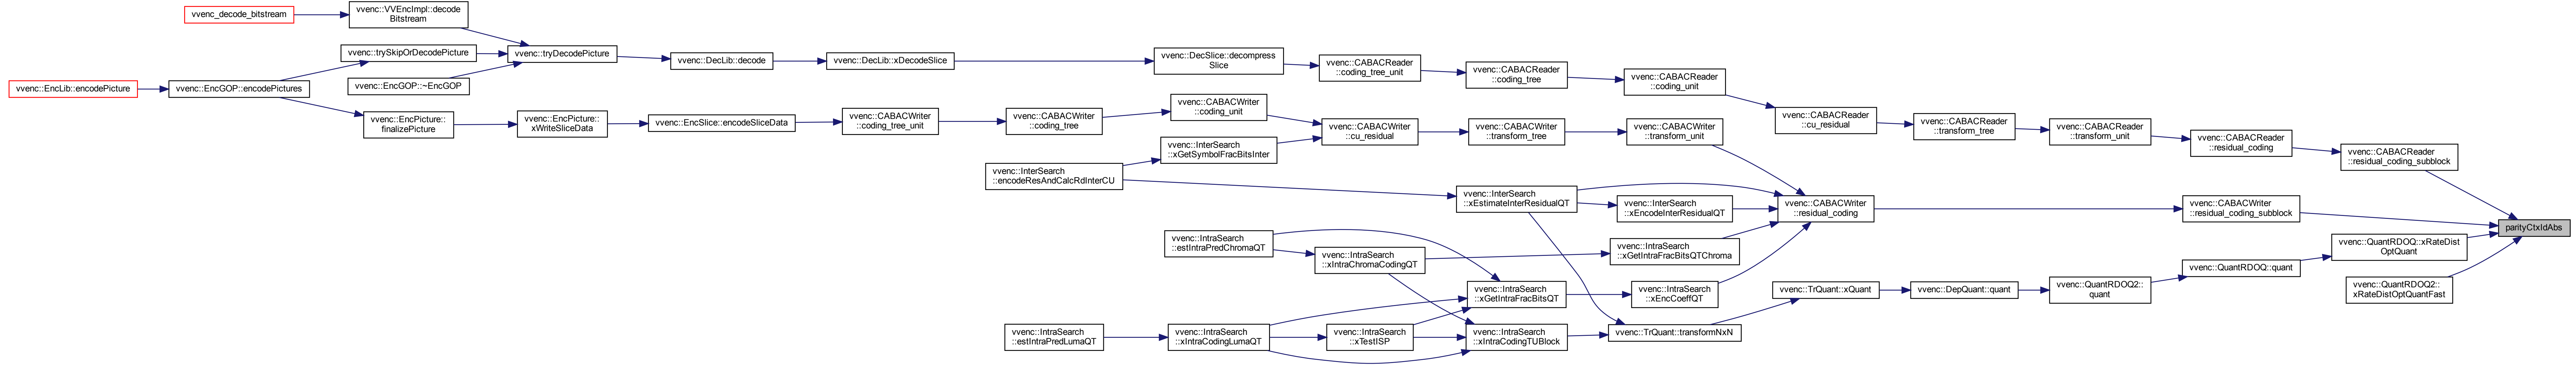 vvenc_decode_bitstream
vvenc::VVEncImpl::decode
Bitstream
vvenc::trySkipOrDecodePicture
vvenc::tryDecodePicture
vvenc::EncGOP::~EncGOP
vvenc::DecLib::decode
vvenc::DecLib::xDecodeSlice
vvenc::DecSlice::decompress
Slice
vvenc::CABACReader
::coding_tree_unit
vvenc::CABACReader
::coding_tree
vvenc::CABACReader
::coding_unit
vvenc::CABACReader
::cu_residual
vvenc::CABACReader
::transform_tree
vvenc::CABACReader
::transform_unit
vvenc::CABACReader
::residual_coding
vvenc::CABACReader
::residual_coding_subblock
vvenc::EncLib::encodePicture
vvenc::EncGOP::encodePictures
vvenc::EncPicture::
finalizePicture
vvenc::EncPicture::
xWriteSliceData
vvenc::EncSlice::encodeSliceData
vvenc::CABACWriter
::coding_tree_unit
vvenc::CABACWriter
::coding_tree
vvenc::CABACWriter
::coding_unit
vvenc::InterSearch
::xGetSymbolFracBitsInter
vvenc::CABACWriter
::cu_residual
vvenc::CABACWriter
::transform_tree
vvenc::CABACWriter
::transform_unit
vvenc::InterSearch
::encodeResAndCalcRdInterCU
vvenc::InterSearch
::xEstimateInterResidualQT
vvenc::InterSearch
::xEncodeInterResidualQT
vvenc::CABACWriter
::residual_coding
vvenc::CABACWriter
::residual_coding_subblock
parityCtxIdAbs
vvenc::IntraSearch
::estIntraPredChromaQT
vvenc::IntraSearch
::xIntraChromaCodingQT
vvenc::IntraSearch
::xGetIntraFracBitsQTChroma
vvenc::QuantRDOQ::xRateDist
OptQuant
vvenc::QuantRDOQ::quant
vvenc::IntraSearch
::xGetIntraFracBitsQT
vvenc::IntraSearch
::xEncCoeffQT
vvenc::TrQuant::xQuant
vvenc::DepQuant::quant
vvenc::QuantRDOQ2::
quant
vvenc::QuantRDOQ2::
xRateDistOptQuantFast
vvenc::IntraSearch
::estIntraPredLumaQT
vvenc::IntraSearch
::xIntraCodingLumaQT
vvenc::IntraSearch
::xTestISP
vvenc::IntraSearch
::xIntraCodingTUBlock
vvenc::TrQuant::transformNxN